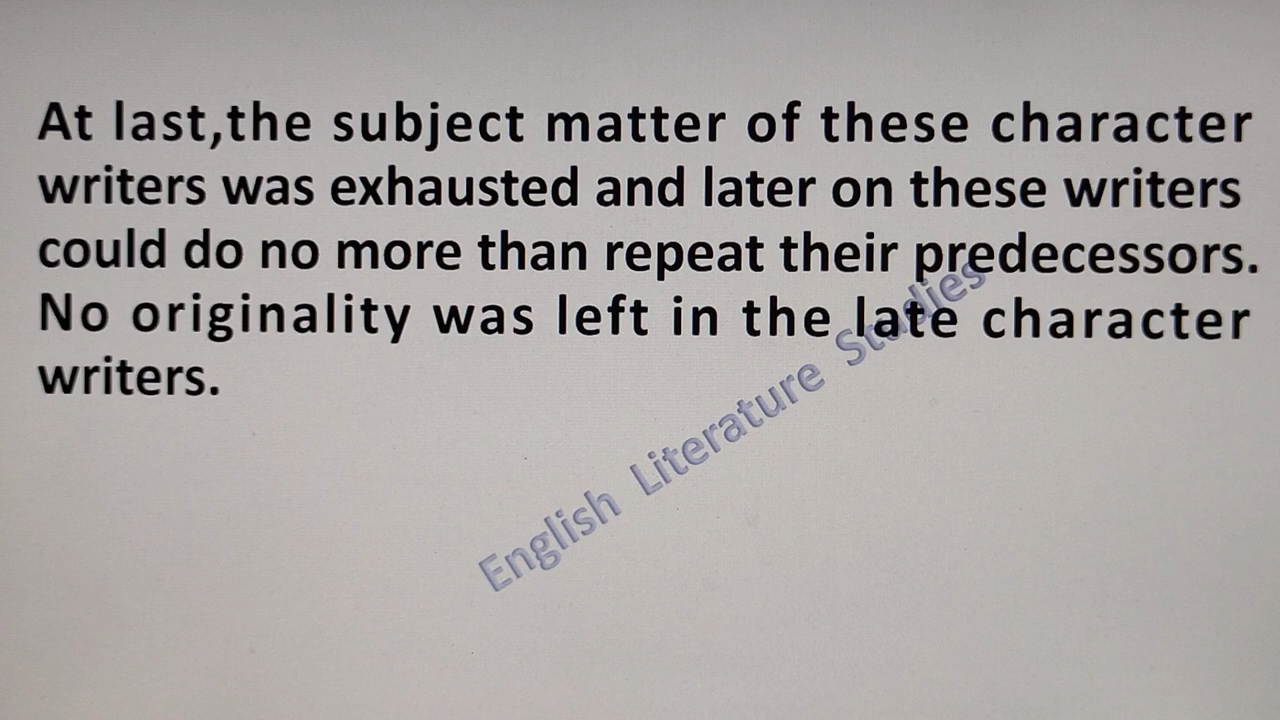 At last,the subject matter of these character
writers was exhausted and later on these writers
could do no more than repeat their predecessors.
No originality was left in the late character
writers.
English Literature Studies